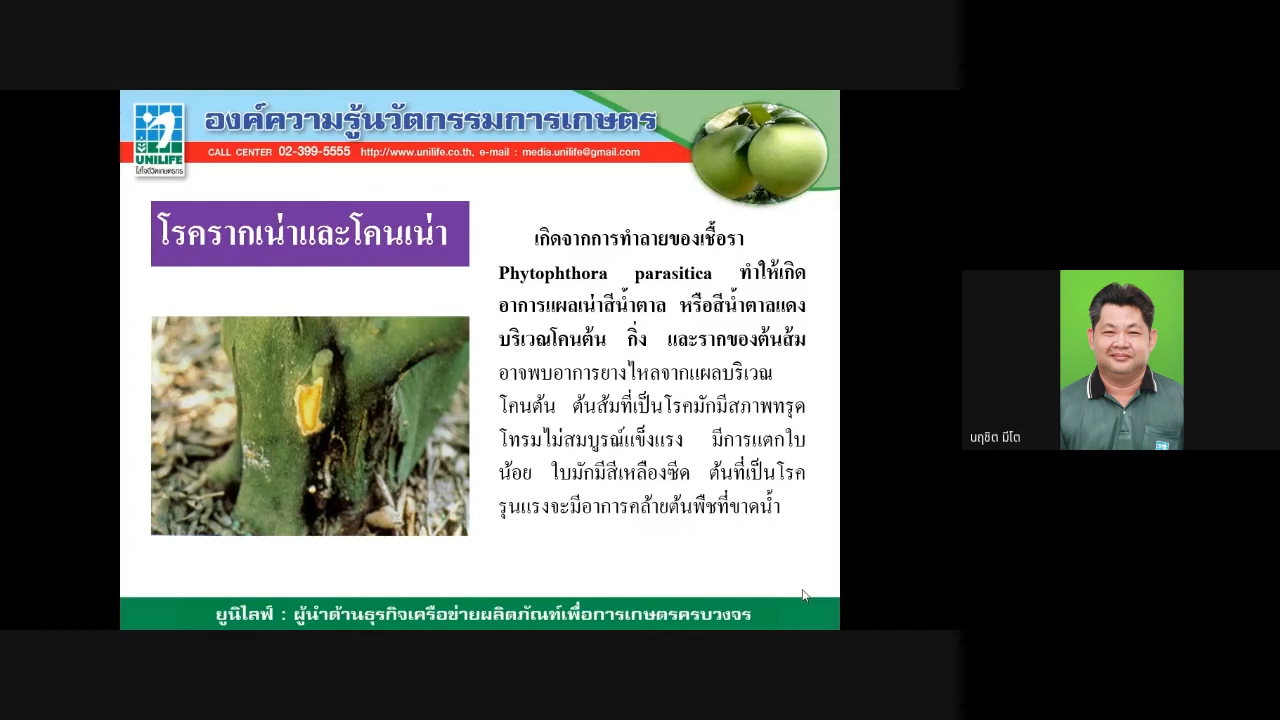 องค์ความรู้นวัตกรรมการเกษตร
CALL CENTER 02-399-5555 http://www.unilife.co.th, e-mail : media.unilife@gmail.com
UNILIFE
ใส่ใจชีวิตเกษตรกร
โรครากเน่าและโคนเน่า
เกิดจากการทำลายของเชื้อรา
Phytophthora parasitica ทำให้เกิด
อาการแผลเน่าสีน้ำตาล หรือสีน้ำตาลแดง
บริเวณโคนต้น กิ่ง และรากของต้นส้ม
อาจพบอาการยางไหลจากแผลบริเวณ
โคนต้น ต้นส้มที่เป็นโรคมักมีสภาพทรุด
โทรมไม่สมบูรณ์แข็งแรง มีการแตกใบ
น้อย ใบมักมีสีเหลืองซีด ต้นที่เป็นโรค
รุนแรงจะมีอาการคล้ายต้นพืชที่ขาดน้ำ
ยูนิไลฟ์ : ผู้นำด้านธุรกิจเครือข่ายผลิตภัณฑ์เพื่อการเกษตรครบวงจร
นฤชิต มีโต